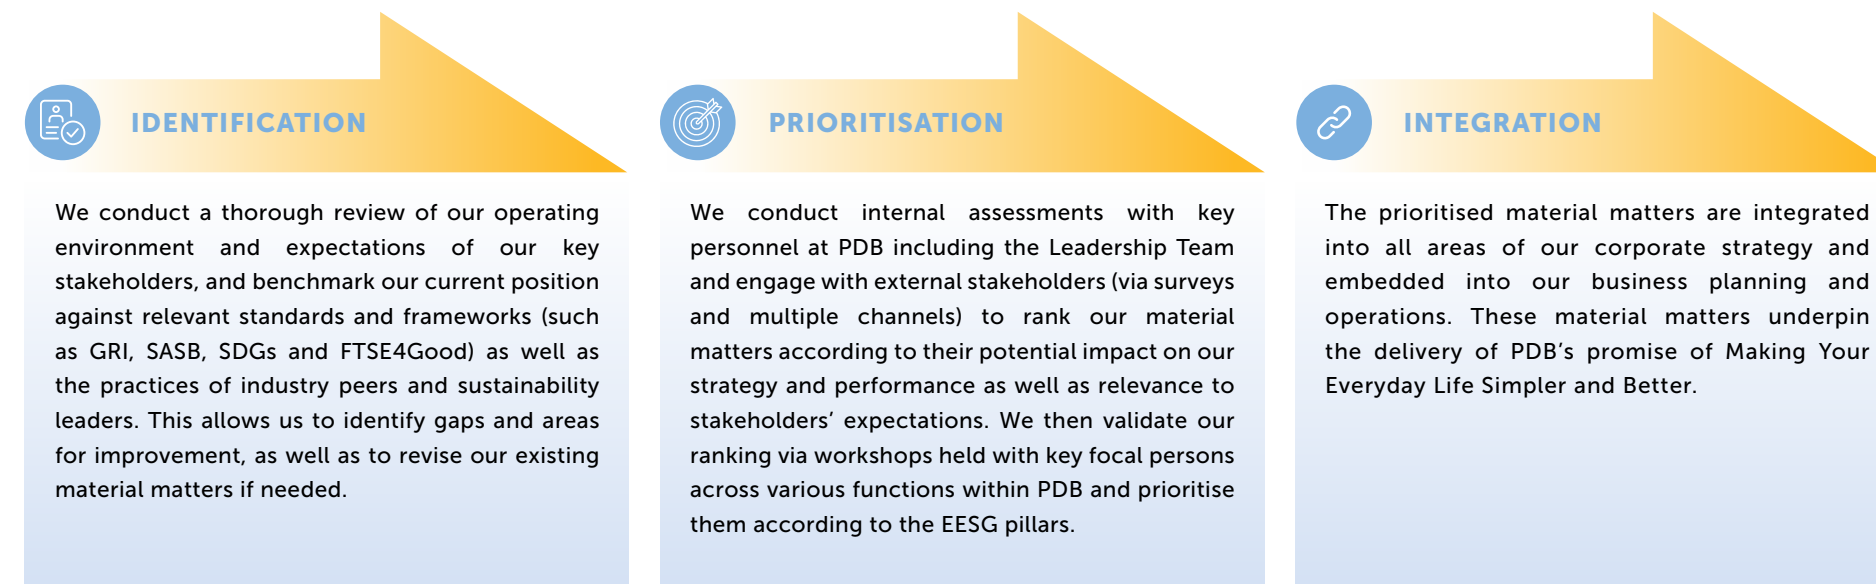 IDENTIFICATION
We conduct a thorough review of our operating
environment and expectations of our key
stakeholders, and benchmark our current position
against relevant standards and frameworks (such
as GRI, SASB, SDGs and FTSE4Good) as well as
the practices of industry peers and sustainability
leaders. This allows us to identify gaps and areas
for improvement, as well as to revise our existing
material matters if needed.
PRIORITISATION
We conduct internal assessments with key
personnel at PDB including the Leadership Team
and engage with external stakeholders (via surveys
and multiple channels) to rank our material
matters according to their potential impact on our
strategy and performance as well as relevance to
stakeholders’ expectations. We then validate our
ranking via workshops held with key focal persons
across various functions within PDB and prioritise
them according to the EESG pillars.
INTEGRATION
The prioritised material matters are integrated
into all areas of our corporate strategy and
embedded into our business planning and
operations. These material matters underpin
the delivery of PDB’s promise of Making Your
Everyday Life Simpler and Better.